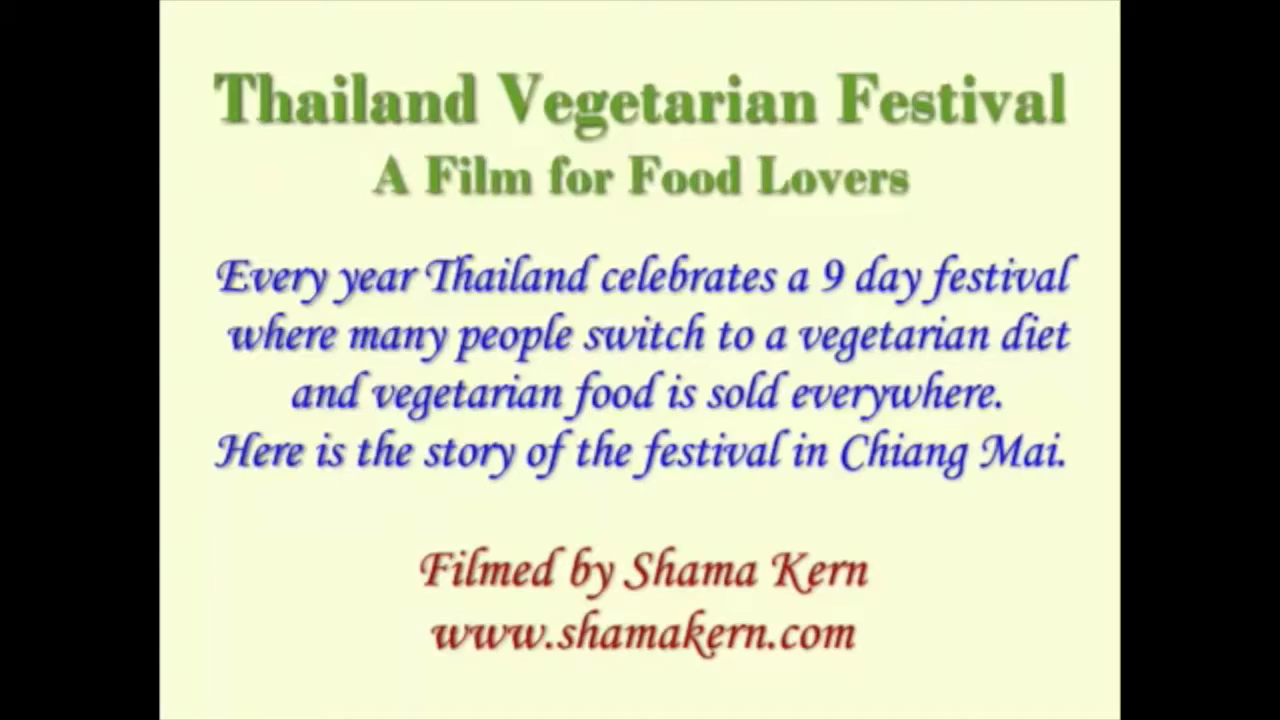 Thailand Vegetarian Festival
A Film for Food Lovers
Every year Thailand celebrates a 9 day festival
where many people switch to a vegetarian diet
and vegetarian food is sold everywhere.
Here is the story of the festival in Chiang Mai.
Filmed by Shama Kern
www.shamakern.com